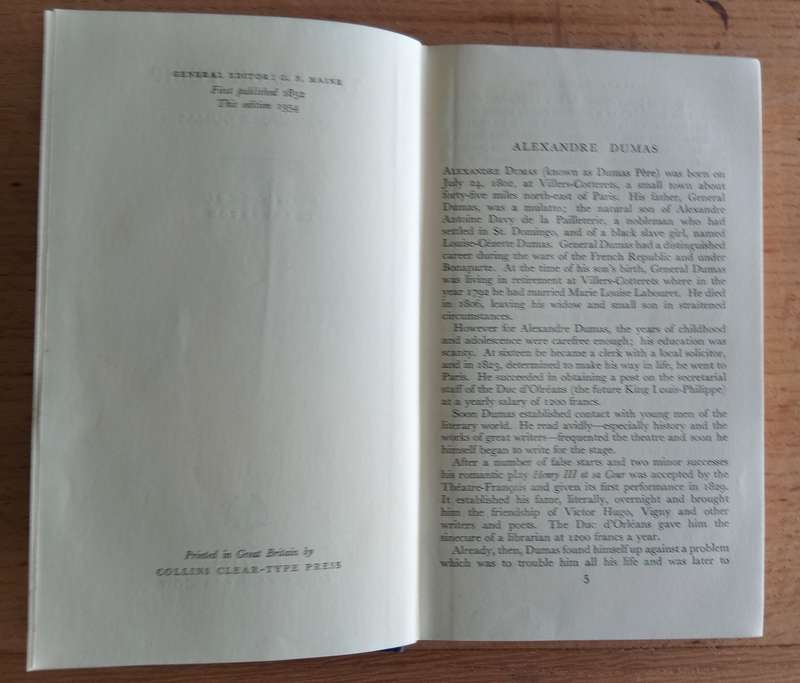 GENERAL EDITOR: G. F. MAINE
First published 1852
This edition 1954
Printed in Great Britain by
COLLINS CLEAR-TYPE PRESS
ALEXANDRE DUMAS
ALEXANDRE DUMAS (known as Dumas Père) was born on
July 24, 1802, at Villers-Cotterets, a small town about
forty-five miles north-east of Paris. His father, General
Dumas, was a mulatto; the natural son of Alexandre
Antoine Davy de la Pailleterie, a nobleman who had
settled in St. Domingo, and of a black slave girl, named
Louise-Cézette Dumas. General Dumas had a distinguished
career during the wars of the French Republic and under
Bonaparte. At the time of his son's birth, General Dumas
was living in retirement at Villers-Cotterets where in the
year 1792 he had married Marie Louise Labouret. He died
in 1806, leaving his widow and small son in straitened
circumstances.
However for Alexandre Dumas, the years of childhood
and adolescence were carefree enough; his education was
scanty. At sixteen he became a clerk with a local solicitor,
and in 1823, determined to make his way in life, he went to
Paris. He succeeded in obtaining a post on the secretarial
staff of the Duc d'Orléans (the future King Louis-Philippe)
at a yearly salary of 1200 francs.
Soon Dumas established contact with young men of the
literary world. He read avidly—especially history and the
works of great writers—frequented the theatre and soon he
himself began to write for the stage.
After a number of false starts and two minor successes
his romantic play Henry III et sa Cour was accepted by the
Théatre-Français and given its first performance in 1829.
It established his fame, literally, overnight and brought
him the friendship of Victor Hugo, Vigny and other
writers and poets. The Duc d'Orléans gave him the
sinecure of a librarian at 1200 francs a year.
Already, then, Dumas found himself up against a problem
which was to trouble him all his life and was later to
5